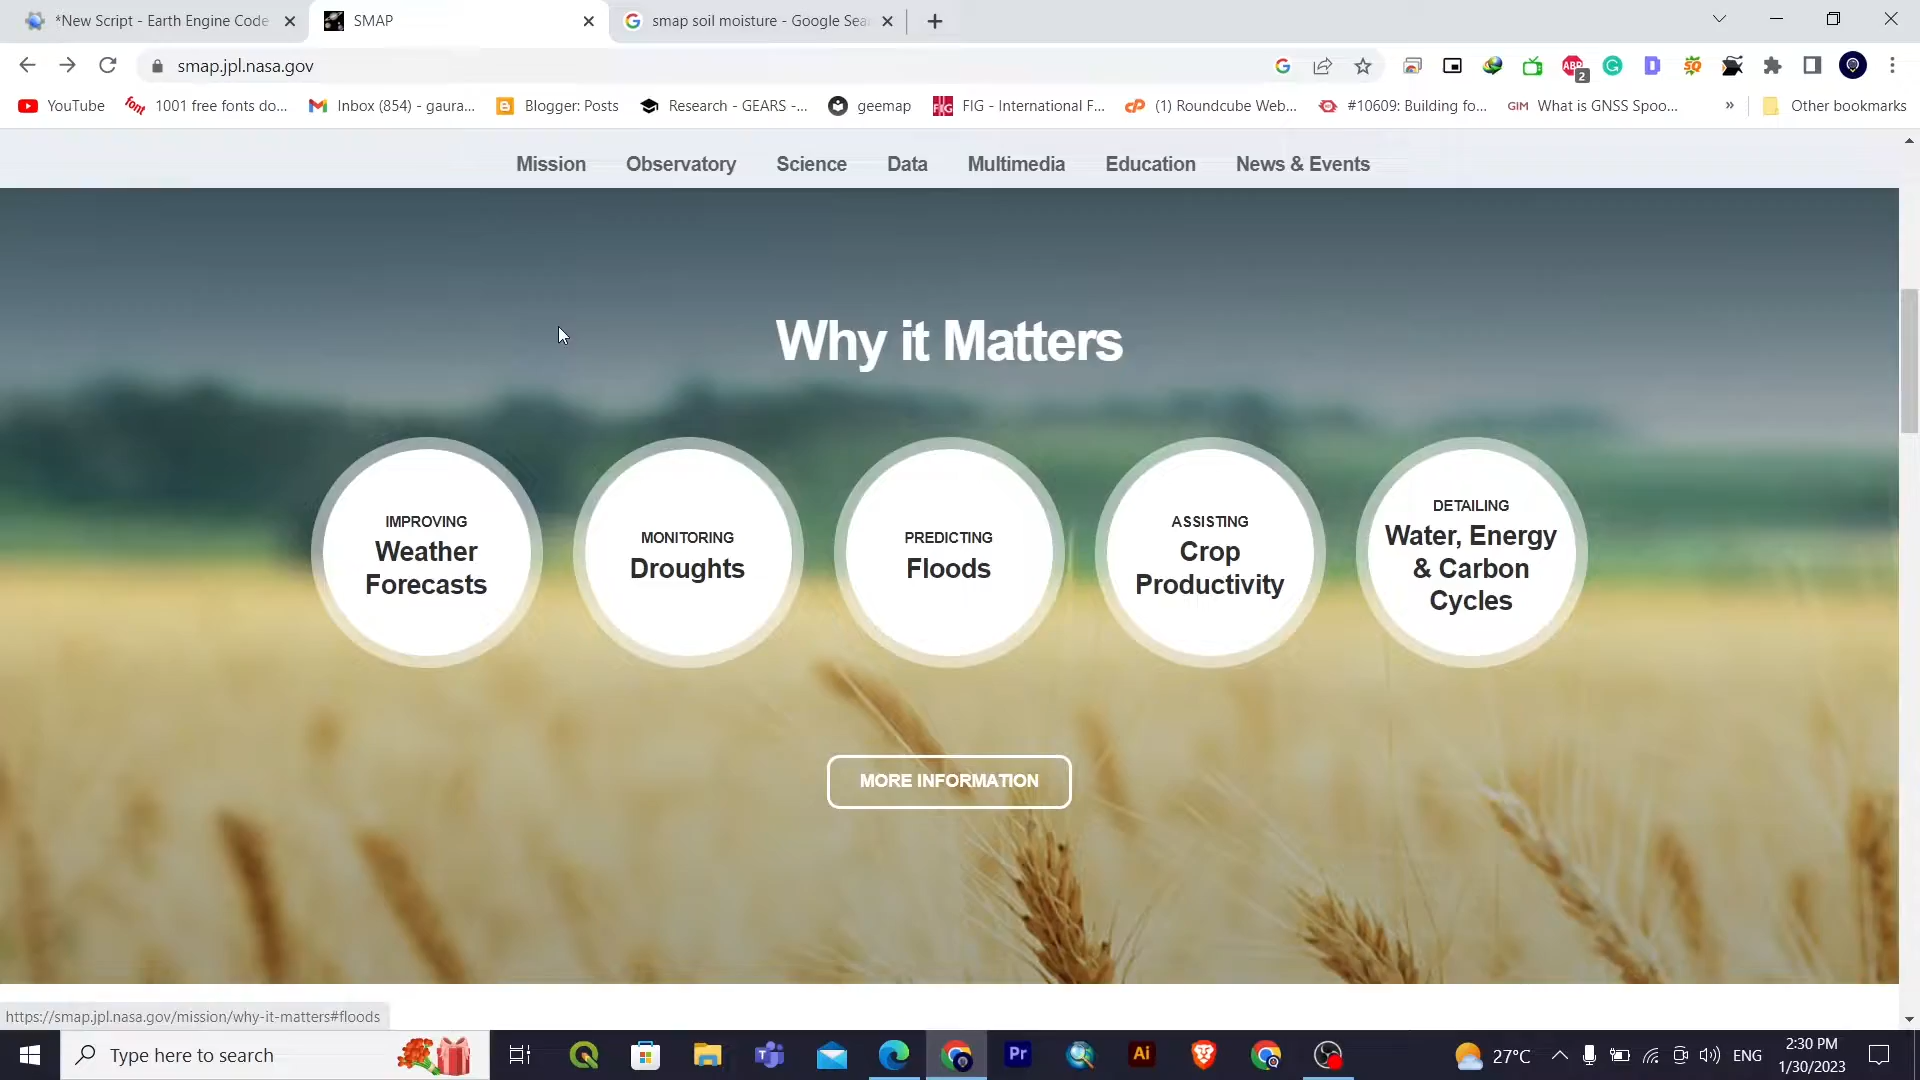 *New Script - Earth Engine Code
SMAP
smap soil moisture - Google Sea
smap.jpl.nasa.gov
2
YouTube
1001 free fonts do...
Inbox (854) - gaura...
Blogger: Posts
Research - GEARS -...
geemap
FIG - International F...
(1) Roundcube Web...
#10609: Building fo...
GIM What is GNSS Spoo...
»
Other bookmarks
Mission
Observatory
Science
Data
Multimedia
Education
News & Events
Why it Matters
IMPROVING
Weather
Forecasts
MONITORING
Droughts
PREDICTING
Floods
ASSISTING
Crop
Productivity
DETAILING
Water, Energy
& Carbon
Cycles
MORE INFORMATION
https://smap.jpl.nasa.gov/mission/why-it-matters#floods
Type here to search
Pr
Ai
27°C
ENG
2:30 PM
1/30/2023